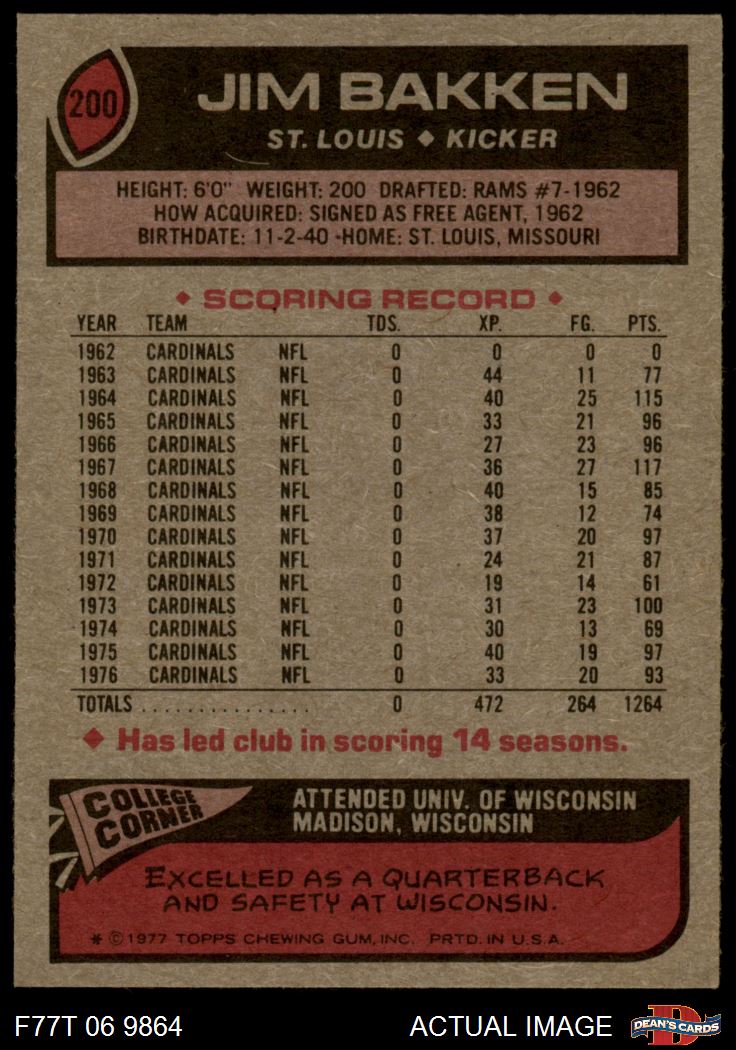 200
JIM BAKKEN
ST. LOUIS ◆ KICKER
HEIGHT: 6'0" WEIGHT: 200 DRAFTED: RAMS #7-1962
HOW ACQUIRED: SIGNED AS FREE AGENT, 1962
BIRTHDATE: 11-2-40 •HOME: ST. LOUIS, MISSOURI
◆ SCORING RECORD ◆
YEAR TEAM TDS. XP. FG. PTS.
1962 CARDINALS NFL 0 0 0 0
1963 CARDINALS NFL 0 44 11 77
1964 CARDINALS NFL 0 40 25 115
1965 CARDINALS NFL 0 33 21 96
1966 CARDINALS NFL 0 27 23 96
1967 CARDINALS NFL 0 36 27 117
1968 CARDINALS NFL 0 40 15 85
1969 CARDINALS NFL 0 38 12 74
1970 CARDINALS NFL 0 37 20 97
1971 CARDINALS NFL 0 24 21 87
1972 CARDINALS NFL 0 19 14 61
1973 CARDINALS NFL 0 31 23 100
1974 CARDINALS NFL 0 30 13 69
1975 CARDINALS NFL 0 40 19 97
1976 CARDINALS NFL 0 33 20 93
TOTALS . . . . . . . . . . . . . . . 0 472 264 1264
◆ Has led club in scoring 14 seasons.
COLLEGE
CORNER
ATTENDED UNIV. OF WISCONSIN
MADISON, WISCONSIN
EXCELLED AS A QUARTERBACK
AND SAFETY AT WISCONSIN.
* © 1977 TOPPS CHEWING GUM, INC. PRTD. IN U.S.A.
F77T 06 9864 ACTUAL IMAGE
D
DEAN'S CARDS